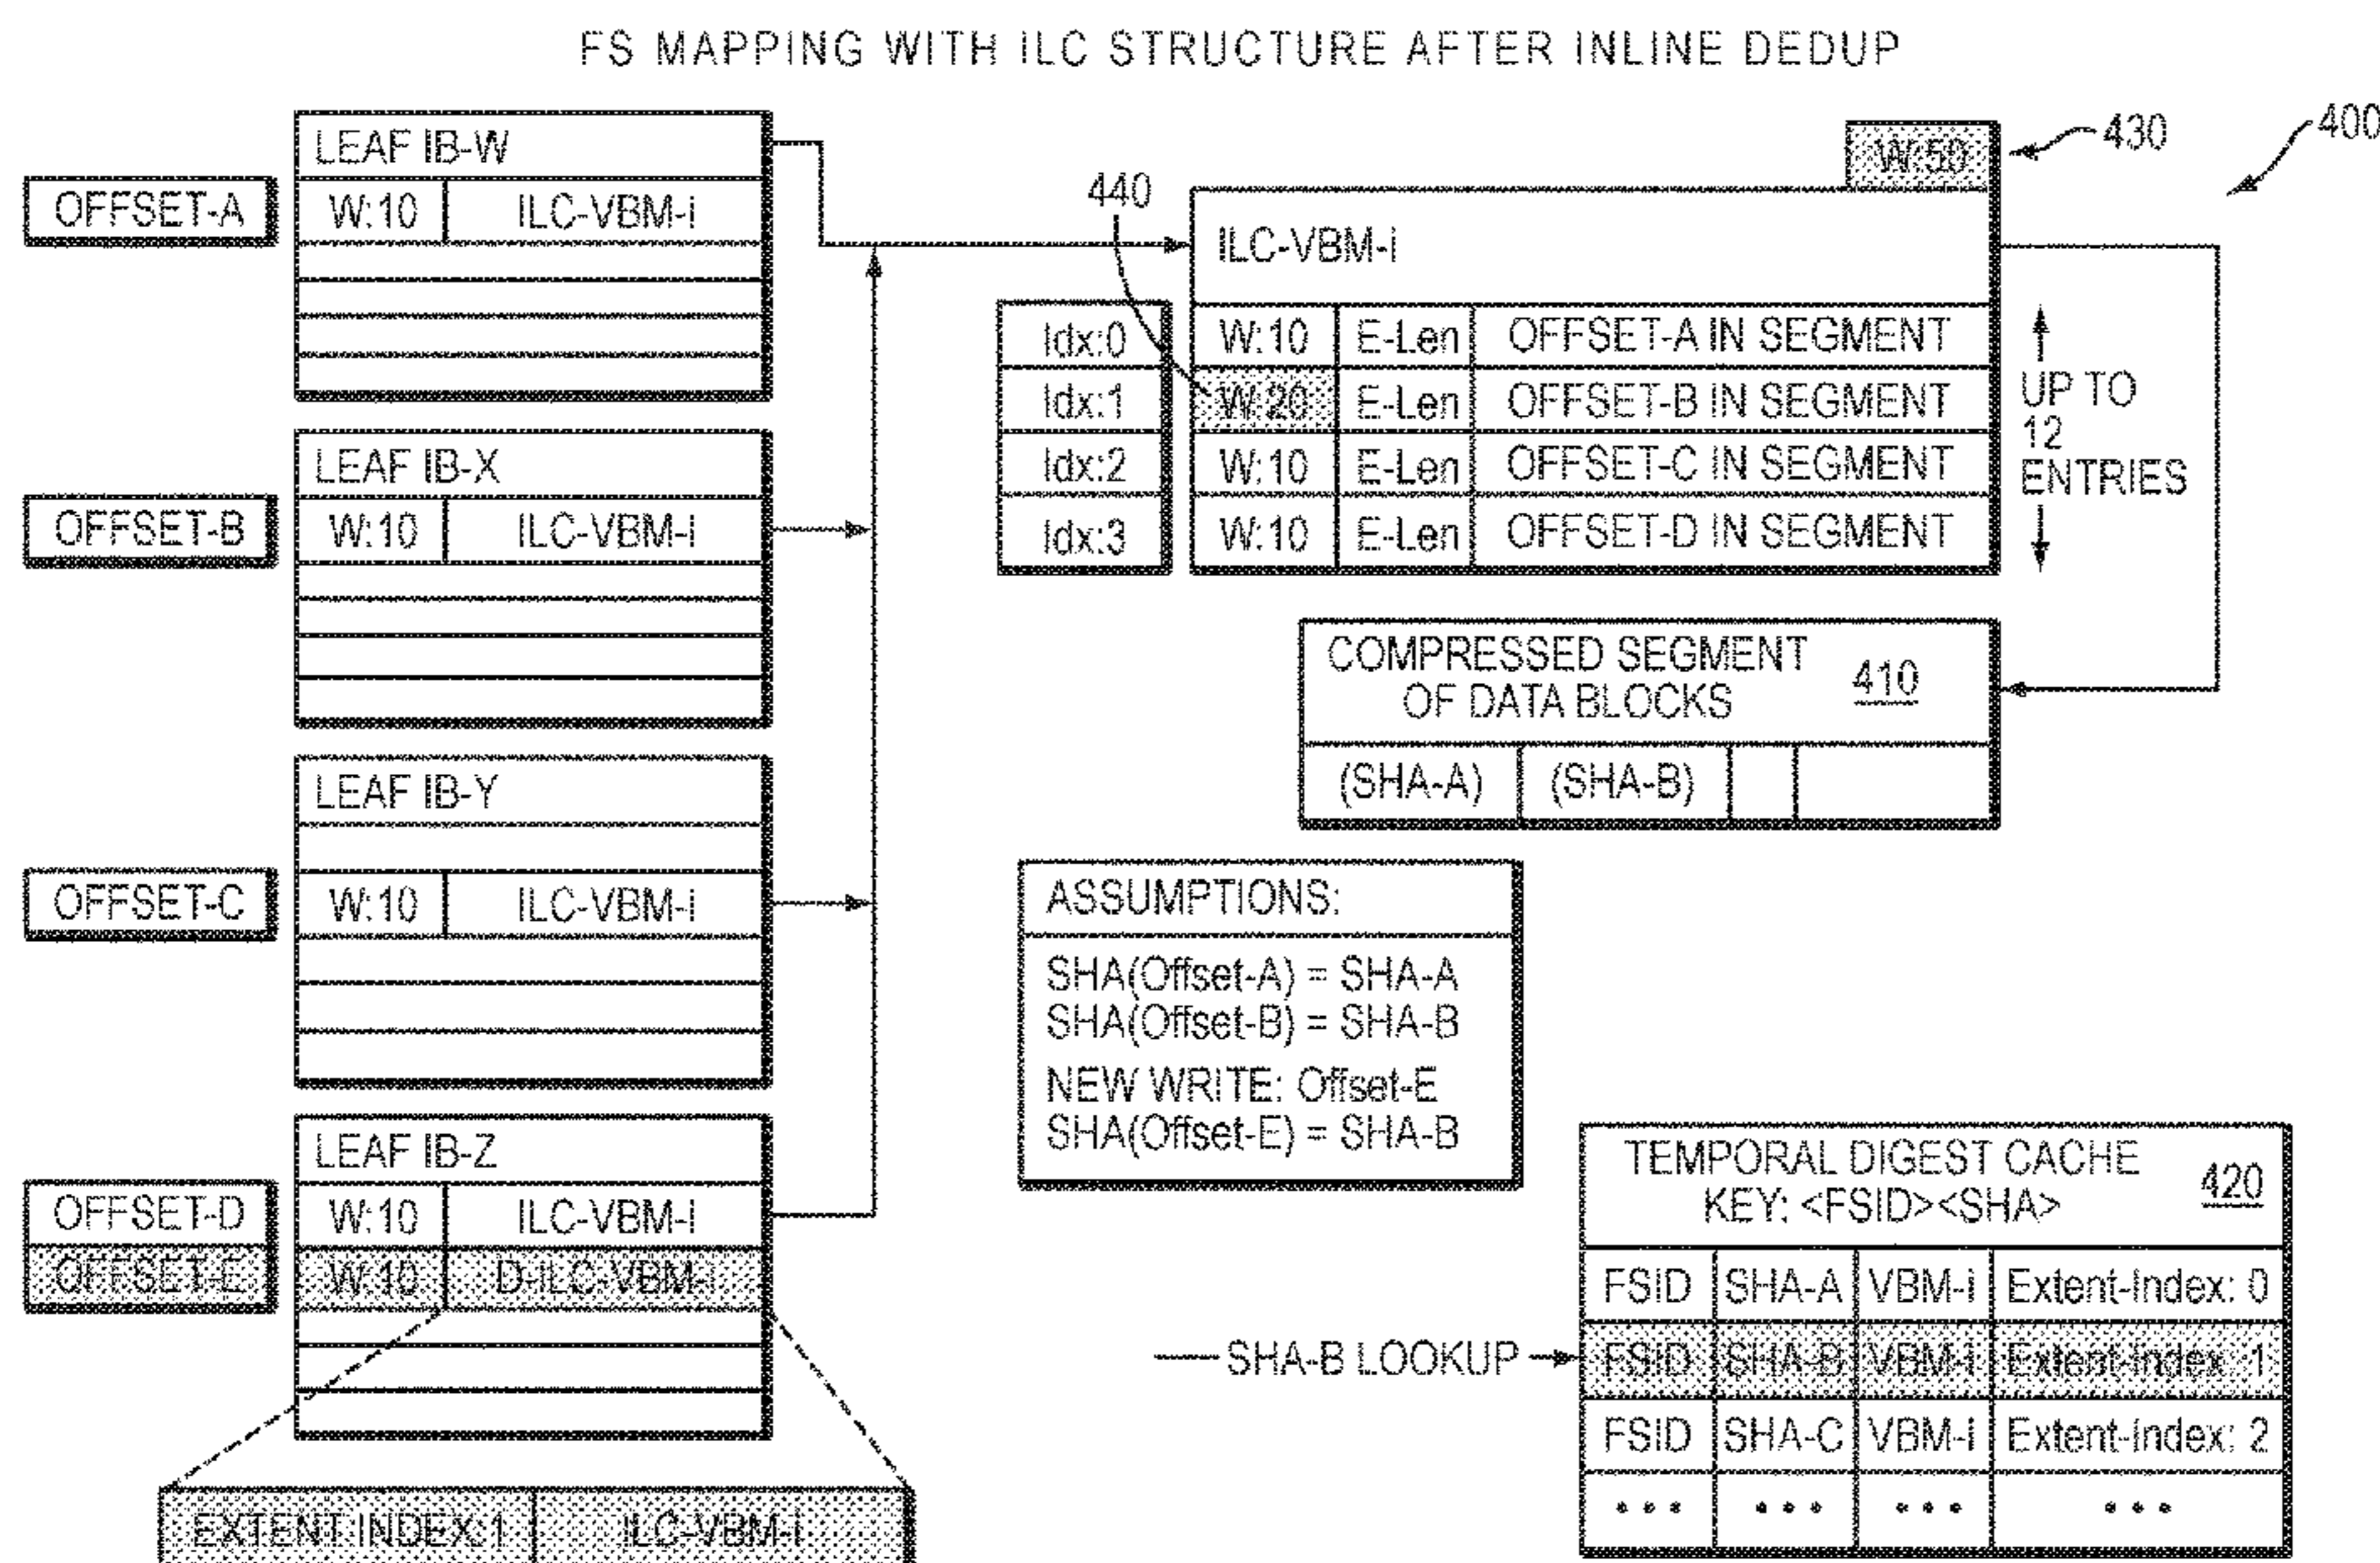 FS MAPPING WITH ILC STRUCTURE AFTER INLINE DEDUP
400
430
W:50
440
OFFSET-A
LEAF IB-W
W:10 ILC-VBM-i
OFFSET-B
LEAF IB-X
W:10 ILC-VBM-i
OFFSET-C
LEAF IB-Y
W:10 ILC-VBM-i
OFFSET-D
OFFSET-E
LEAF IB-Z
W:10 ILC-VBM-i
W:10 D-ILC-VBM-i
EXTENT INDEX:1 ILC-VBM-i
ILC-VBM-i
Idx:0 W:10 E-Len OFFSET-A IN SEGMENT
Idx:1 W:20 E-Len OFFSET-B IN SEGMENT
Idx:2 W:10 E-Len OFFSET-C IN SEGMENT
Idx:3 W:10 E-Len OFFSET-D IN SEGMENT
UP TO
12
ENTRIES
COMPRESSED SEGMENT
OF DATA BLOCKS
410
(SHA-A) (SHA-B)
ASSUMPTIONS:
SHA(Offset-A) = SHA-A
SHA(Offset-B) = SHA-B
NEW WRITE: Offset-E
SHA(Offset-E) = SHA-B
TEMPORAL DIGEST CACHE
KEY: <FSID><SHA>
420
FSID SHA-A VBM-i Extent-Index: 0
SHA-B LOOKUP
FSID SHA-B VBM-i Extent-Index: 1
FSID SHA-C VBM-i Extent-Index: 2
••• ••• ••• •••